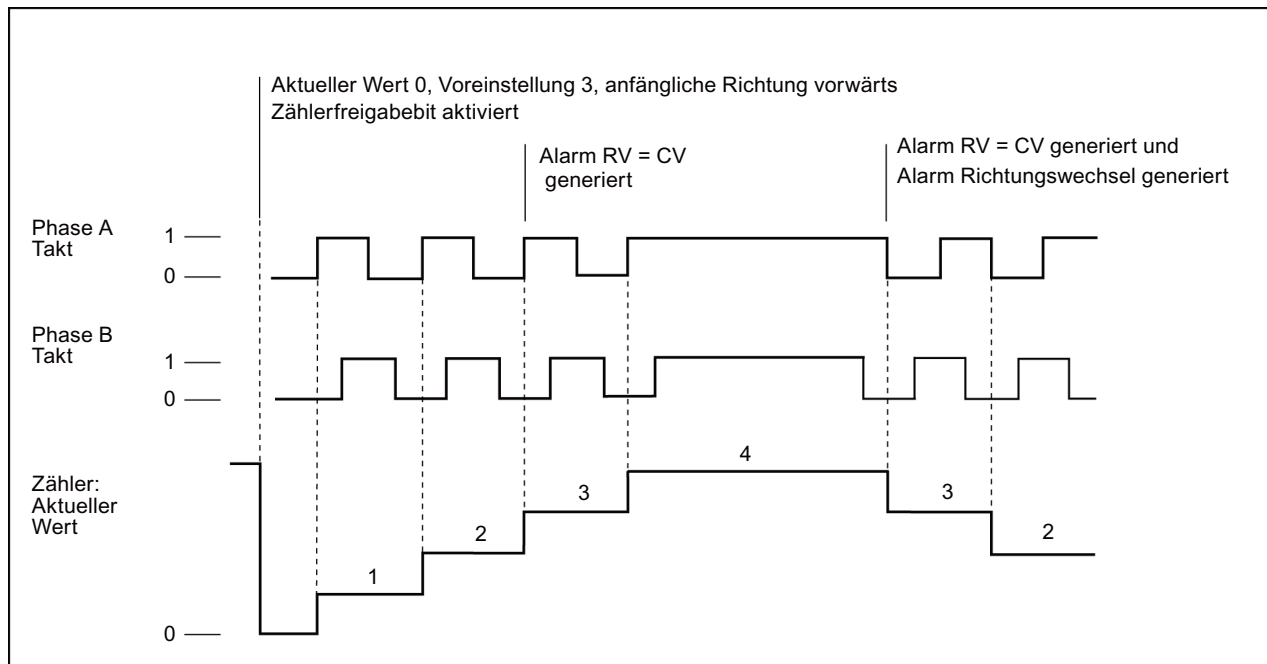 Aktueller Wert 0, Voreinstellung 3, anfängliche Richtung vorwärts
Zählerfreigabebit aktiviert
Alarm RV = CV
generiert
Alarm RV = CV generiert und
Alarm Richtungswechsel generiert
Phase A
Takt
1
0
Phase B
Takt
1
0
Zähler:
Aktueller
Wert
4
3
3
2
2
1
0